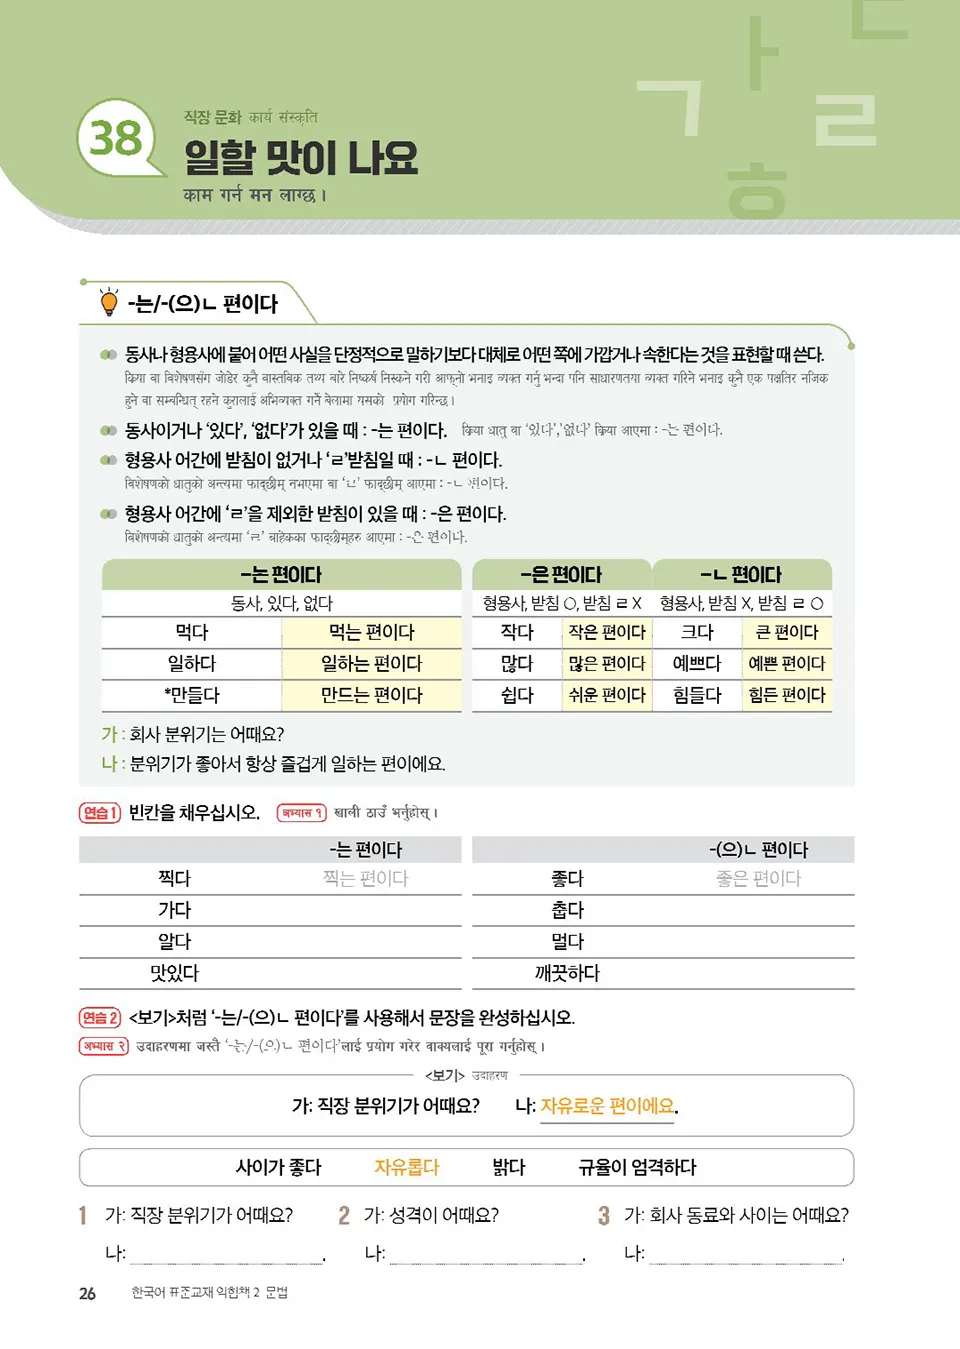 38
직장 문화 कार्य संस्कृति
일할 맛이 나요
काम गर्न मन लाग्छ ।
-는/-(으)ㄴ 편이다
동사나 형용사에 붙어 어떤 사실을 단정적으로 말하기보다 대체로 어떤 쪽에 가깝거나 속한다는 것을 표현할 때 쓴다.
क्रिया वा विशेषणसँग जोडेर कुनै वास्तविक तथ्य बारे निष्कर्ष निस्कने गरी आफ्नो भनाइ व्यक्त गर्नु भन्दा पनि साधारणतया व्यक्त गरिने भनाइ कुनै एक पक्षतिर नजिक
हुने वा सम्बन्धित् रहने कुरालाई अभिव्यक्त गर्ने बेलामा यसको प्रयोग गरिन्छ ।
동사이거나 ‘있다’, ‘없다’가 있을 때 : -는 편이다. क्रिया धातु वा ‘있다’,‘없다’ क्रिया आएमा : -는 편이다.
형용사 어간에 받침이 없거나 ‘ㄹ’받침일 때 : -ㄴ 편이다.
विशेषणको धातुको अन्त्यमा फाद्छीम् नभएमा वा ‘ㄹ’ फाद्छीम् आएमा : -ㄴ 편이다.
형용사 어간에 ‘ㄹ’을 제외한 받침이 있을 때 : -은 편이다.
विशेषणको धातुको अन्त्यमा ‘ㄹ’ बाहेकका फाद्छीम्हरु आएमा : -은 편이다.
-는 편이다 -은 편이다 -ㄴ 편이다
동사, 있다, 없다 형용사, 받침 O, 받침 ㄹ X 형용사, 받침 X, 받침 ㄹ O
먹다 먹는 편이다 작다 작은 편이다 크다 큰 편이다
일하다 일하는 편이다 많다 많은 편이다 예쁘다 예쁜 편이다
*만들다 만드는 편이다 쉽다 쉬운 편이다 힘들다 힘든 편이다
가 : 회사 분위기는 어때요?
나 : 분위기가 좋아서 항상 즐겁게 일하는 편이에요.
연습 1 빈칸을 채우십시오. अभ्यास १ खाली ठाउँ भर्नुहोस् ।
-는 편이다 -(으)ㄴ 편이다
찍다 찍는 편이다 좋다 좋은 편이다
가다 춥다
알다 멀다
맛있다 깨끗하다
연습 2 <보기>처럼 ‘-는/-(으)ㄴ 편이다’를 사용해서 문장을 완성하십시오.
अभ्यास २ उदाहरणमा जस्तै ‘-는/-(으)ㄴ 편이다’लाई प्रयोग गरेर वाक्यलाई पूरा गर्नुहोस् ।
<보기> उदाहरण
가: 직장 분위기가 어때요? 나: 자유로운 편이에요.
사이가 좋다 자유롭다 밝다 규율이 엄격하다
1 가: 직장 분위기가 어때요? 2 가: 성격이 어때요? 3 가: 회사 동료와 사이는 어때요?
나: . 나: . 나: .
26 한국어 표준교재 익힘책 2 문법